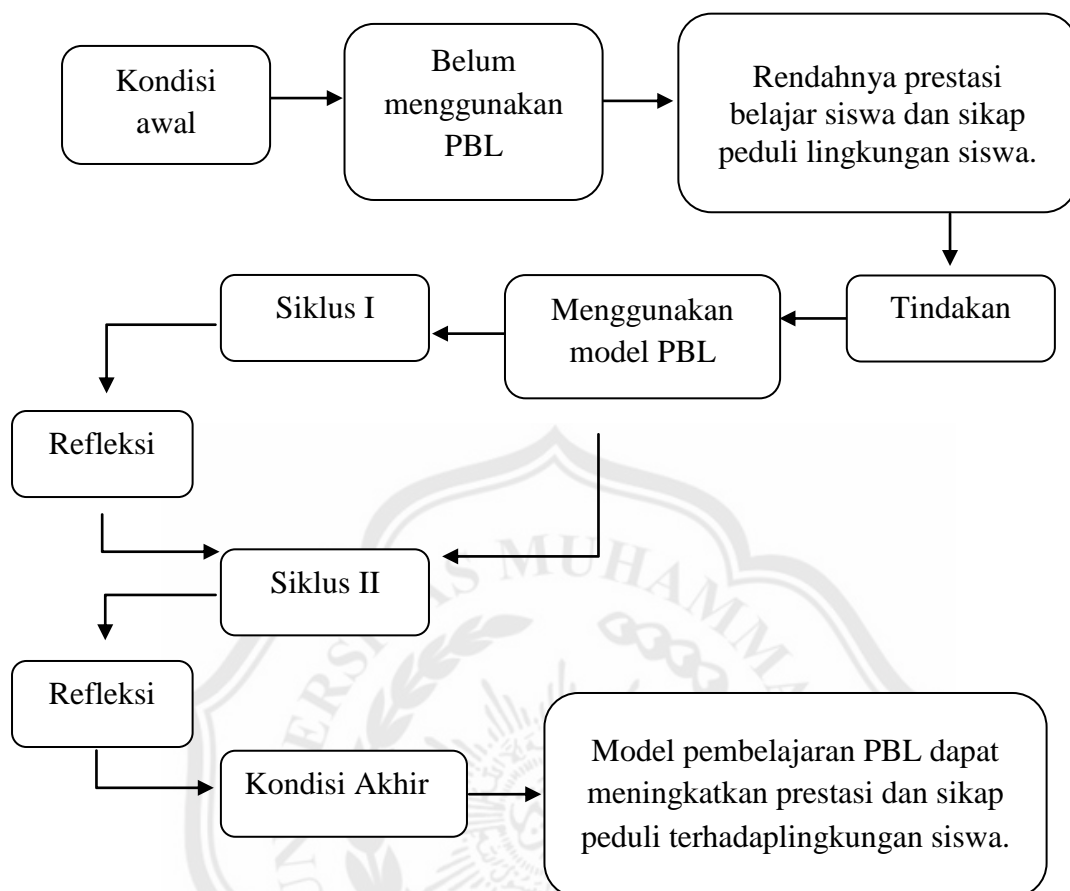 Kondisi
awal
Belum
menggunakan
PBL
Rendahnya prestasi
belajar siswa dan sikap
peduli lingkungan siswa.
Tindakan
Menggunakan
model PBL
Siklus I
Refleksi
Siklus II
Refleksi
Kondisi Akhir
Model pembelajaran PBL dapat
meningkatkan prestasi dan sikap
peduli terhadaplingkungan siswa.